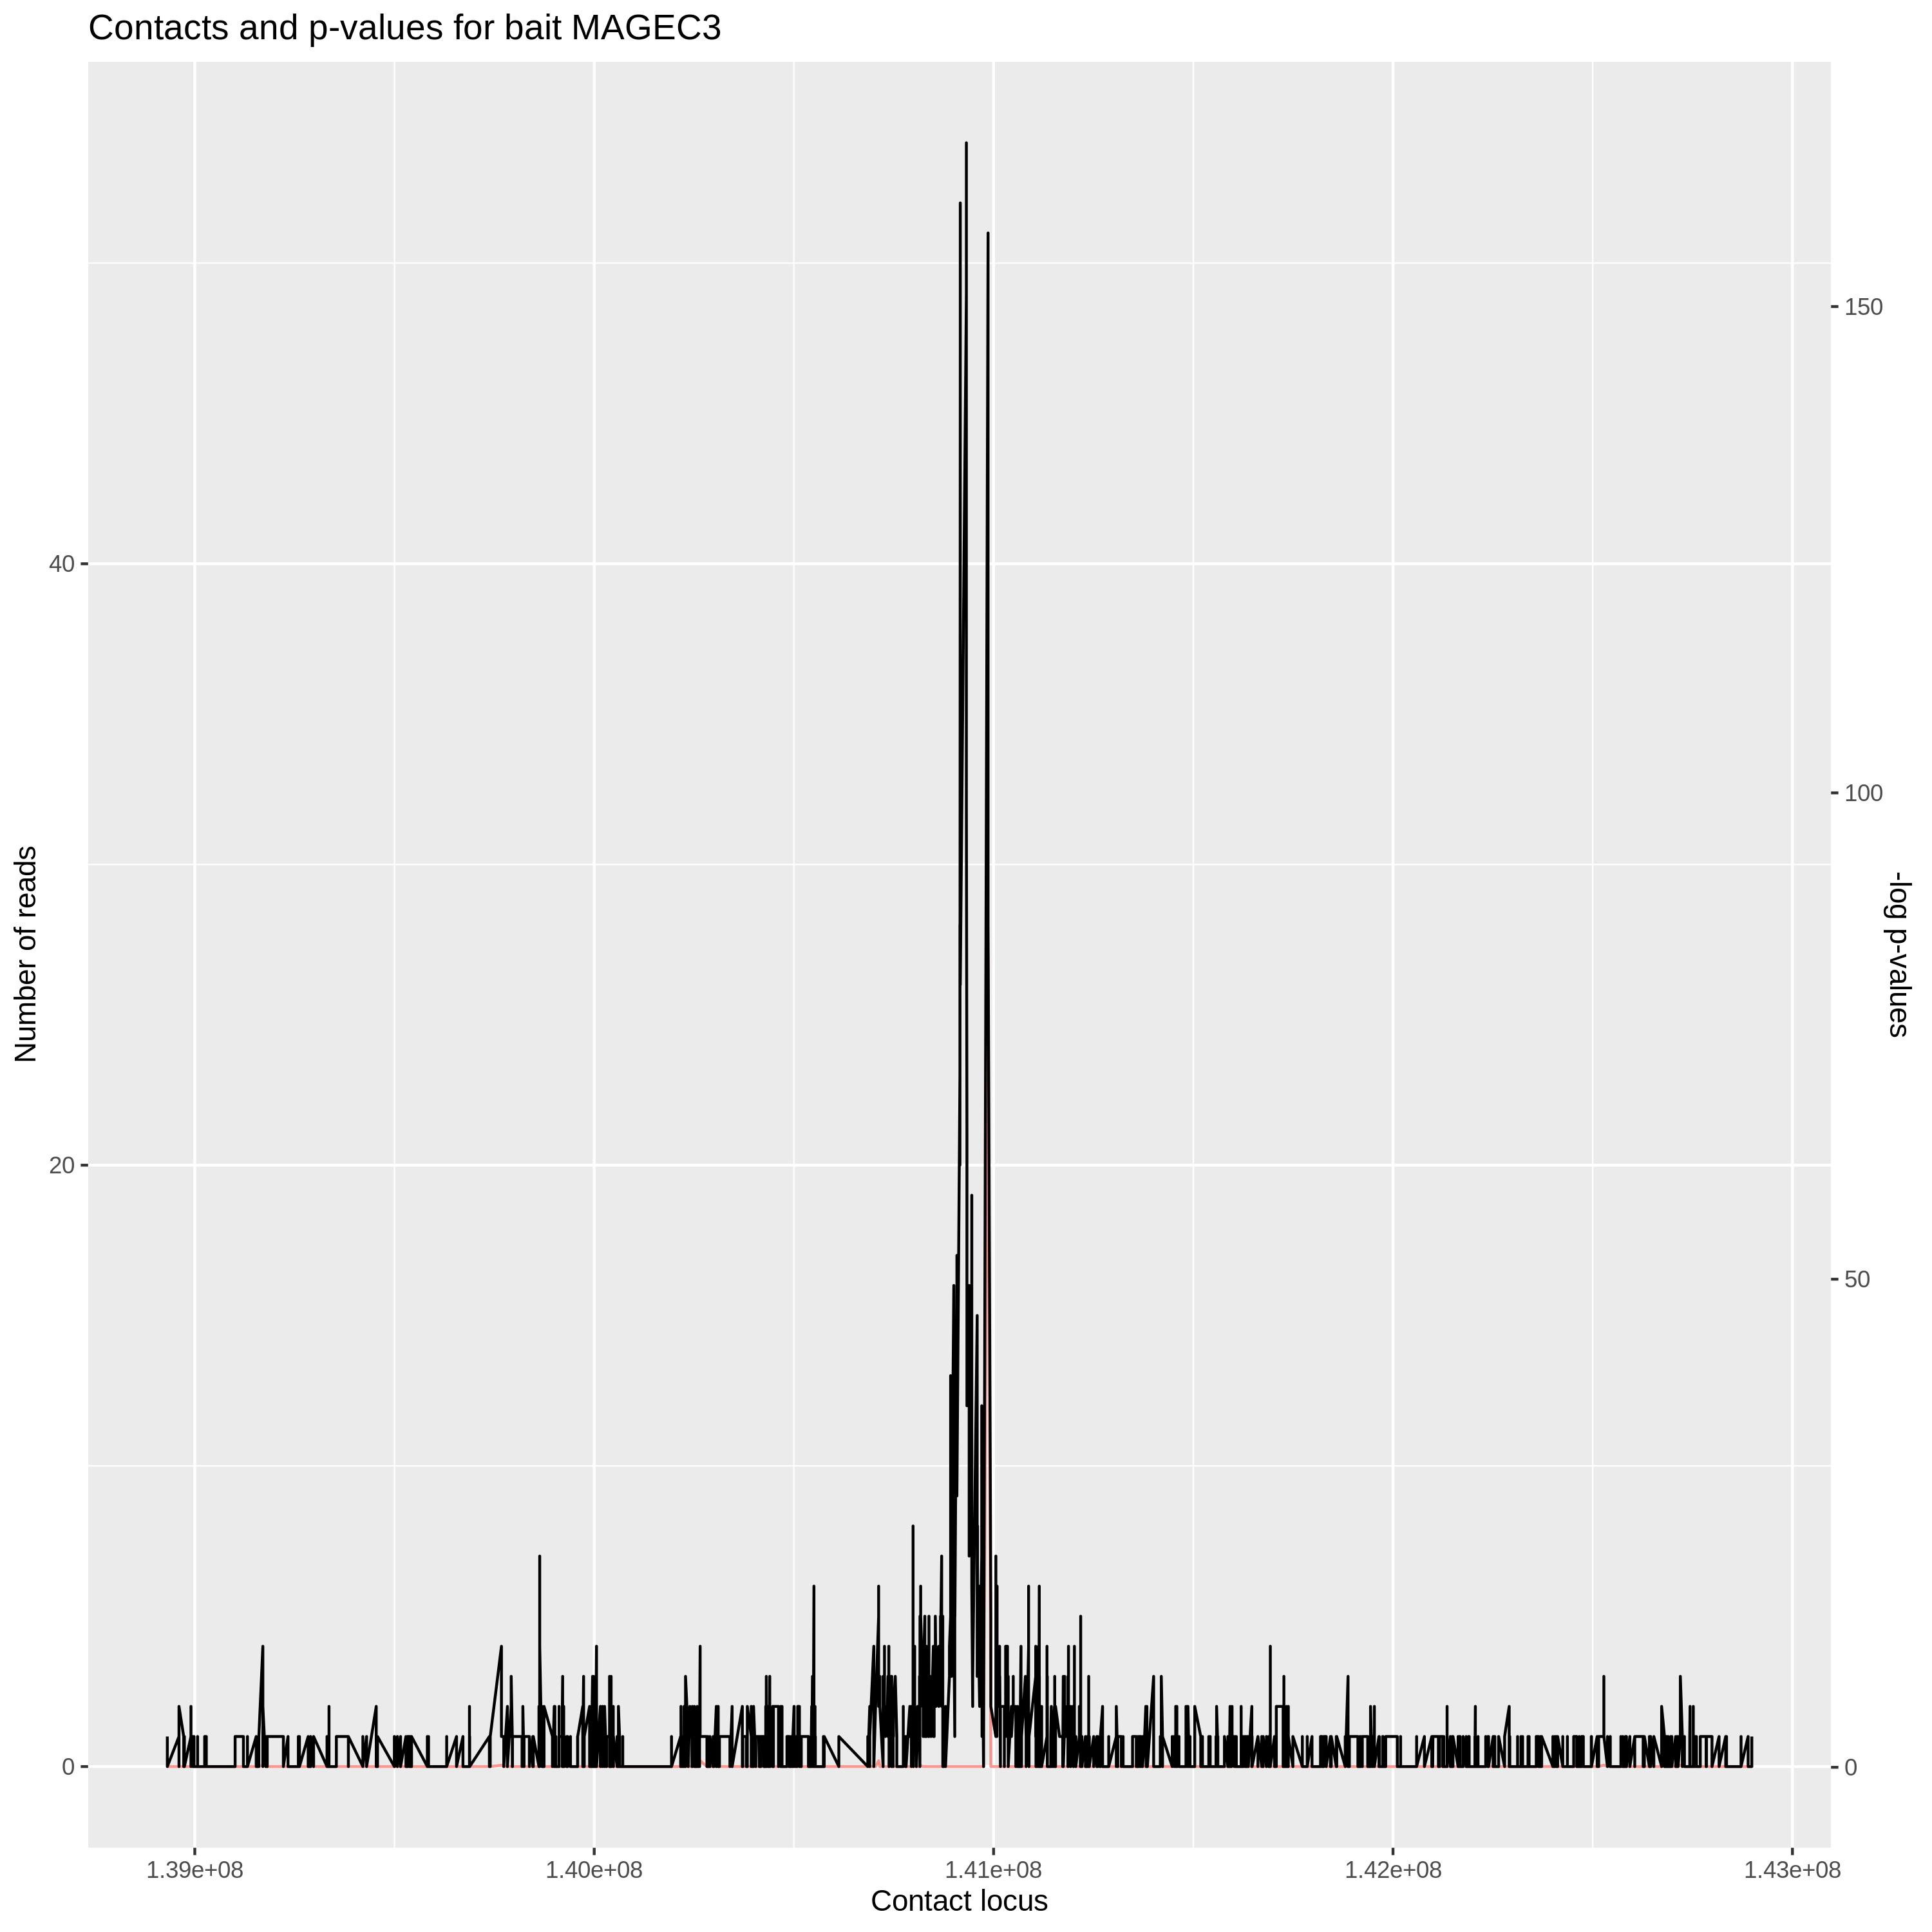 Contacts and p-values for bait MAGEC3
Number of reads
40
20
0
150
100
50
0
-log p-values
1.39e+08
1.40e+08
1.41e+08
1.42e+08
1.43e+08
Contact locus